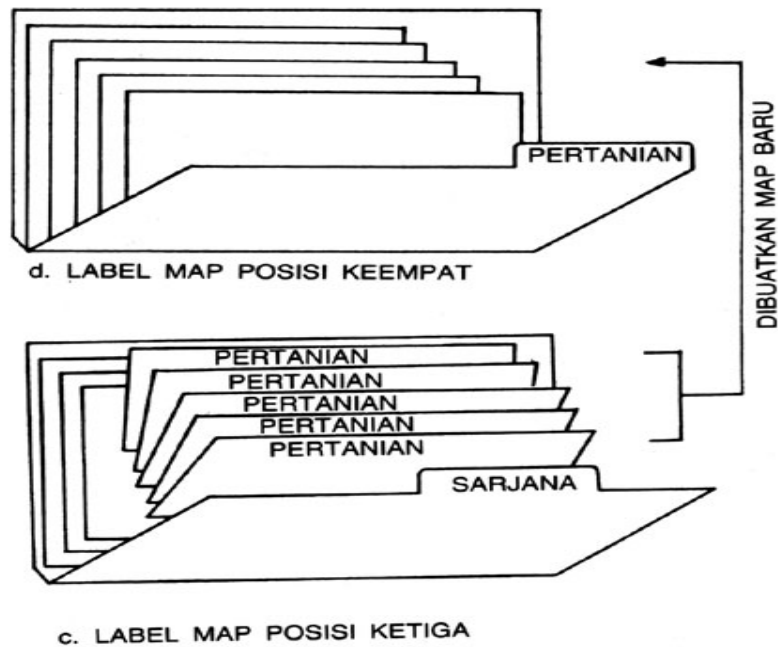 PERTANIAN
d. LABEL MAP POSISI KEEMPAT
DIBUATKAN MAP BARU
PERTANIAN
PERTANIAN
PERTANIAN
PERTANIAN
PERTANIAN
SARJANA
c. LABEL MAP POSISI KETIGA